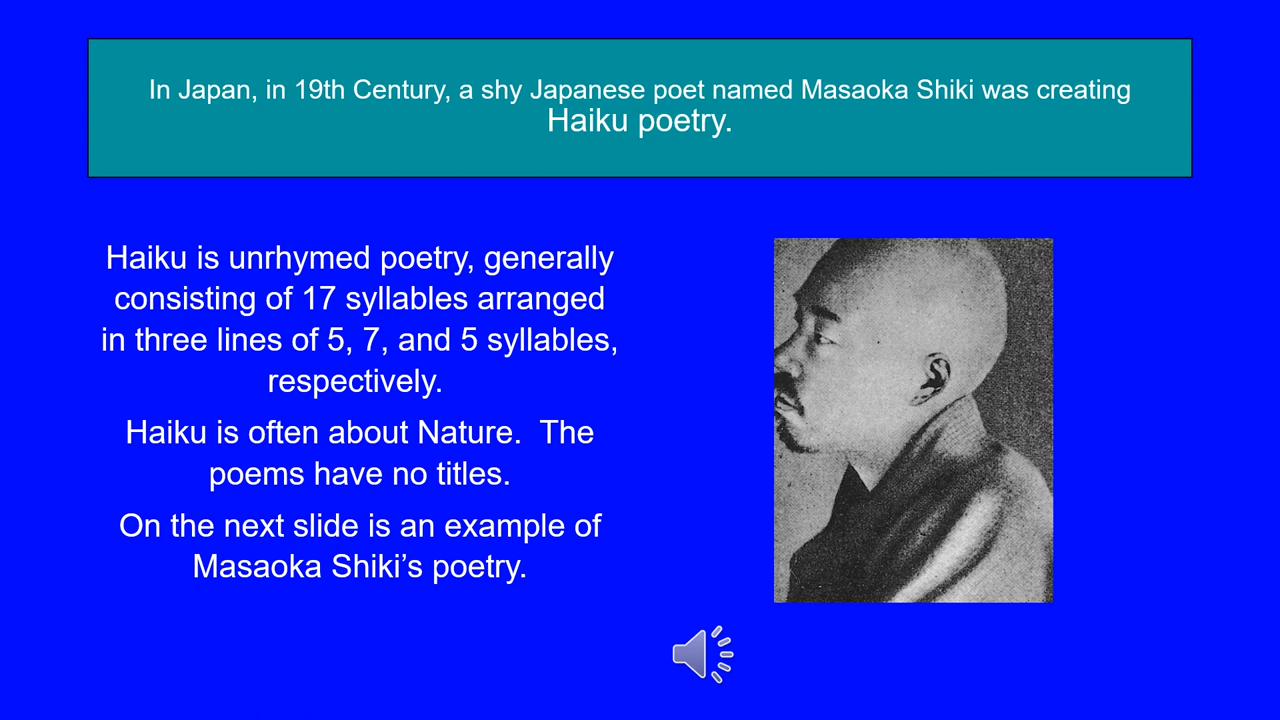 In Japan, in 19th Century, a shy Japanese poet named Masaoka Shiki was creating
Haiku poetry.
Haiku is unrhymed poetry, generally
consisting of 17 syllables arranged
in three lines of 5, 7, and 5 syllables,
respectively.
Haiku is often about Nature.  The
poems have no titles.
On the next slide is an example of
Masaoka Shiki’s poetry.